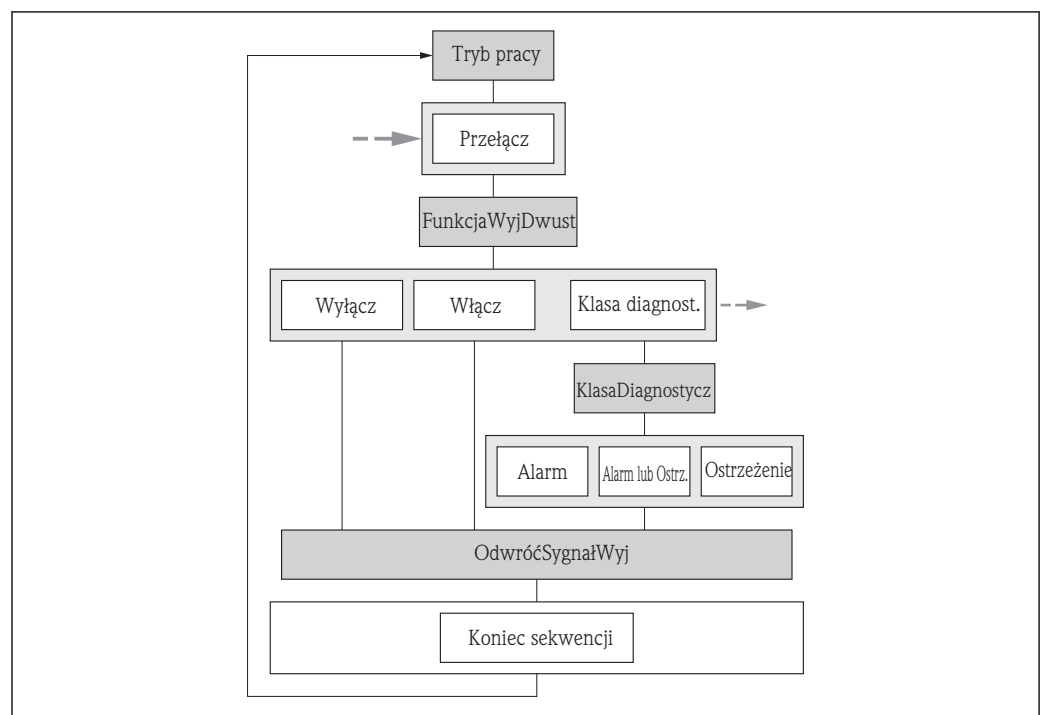 Tryb pracy
Przełącz
FunkcjaWyjDwust
Wyłącz
Włącz
Klasa diagnost.
KlasaDiagnostycz
Alarm
Alarm lub Ostrz.
Ostrzeżenie
OdwróćSygnałWyj
Koniec sekwencji